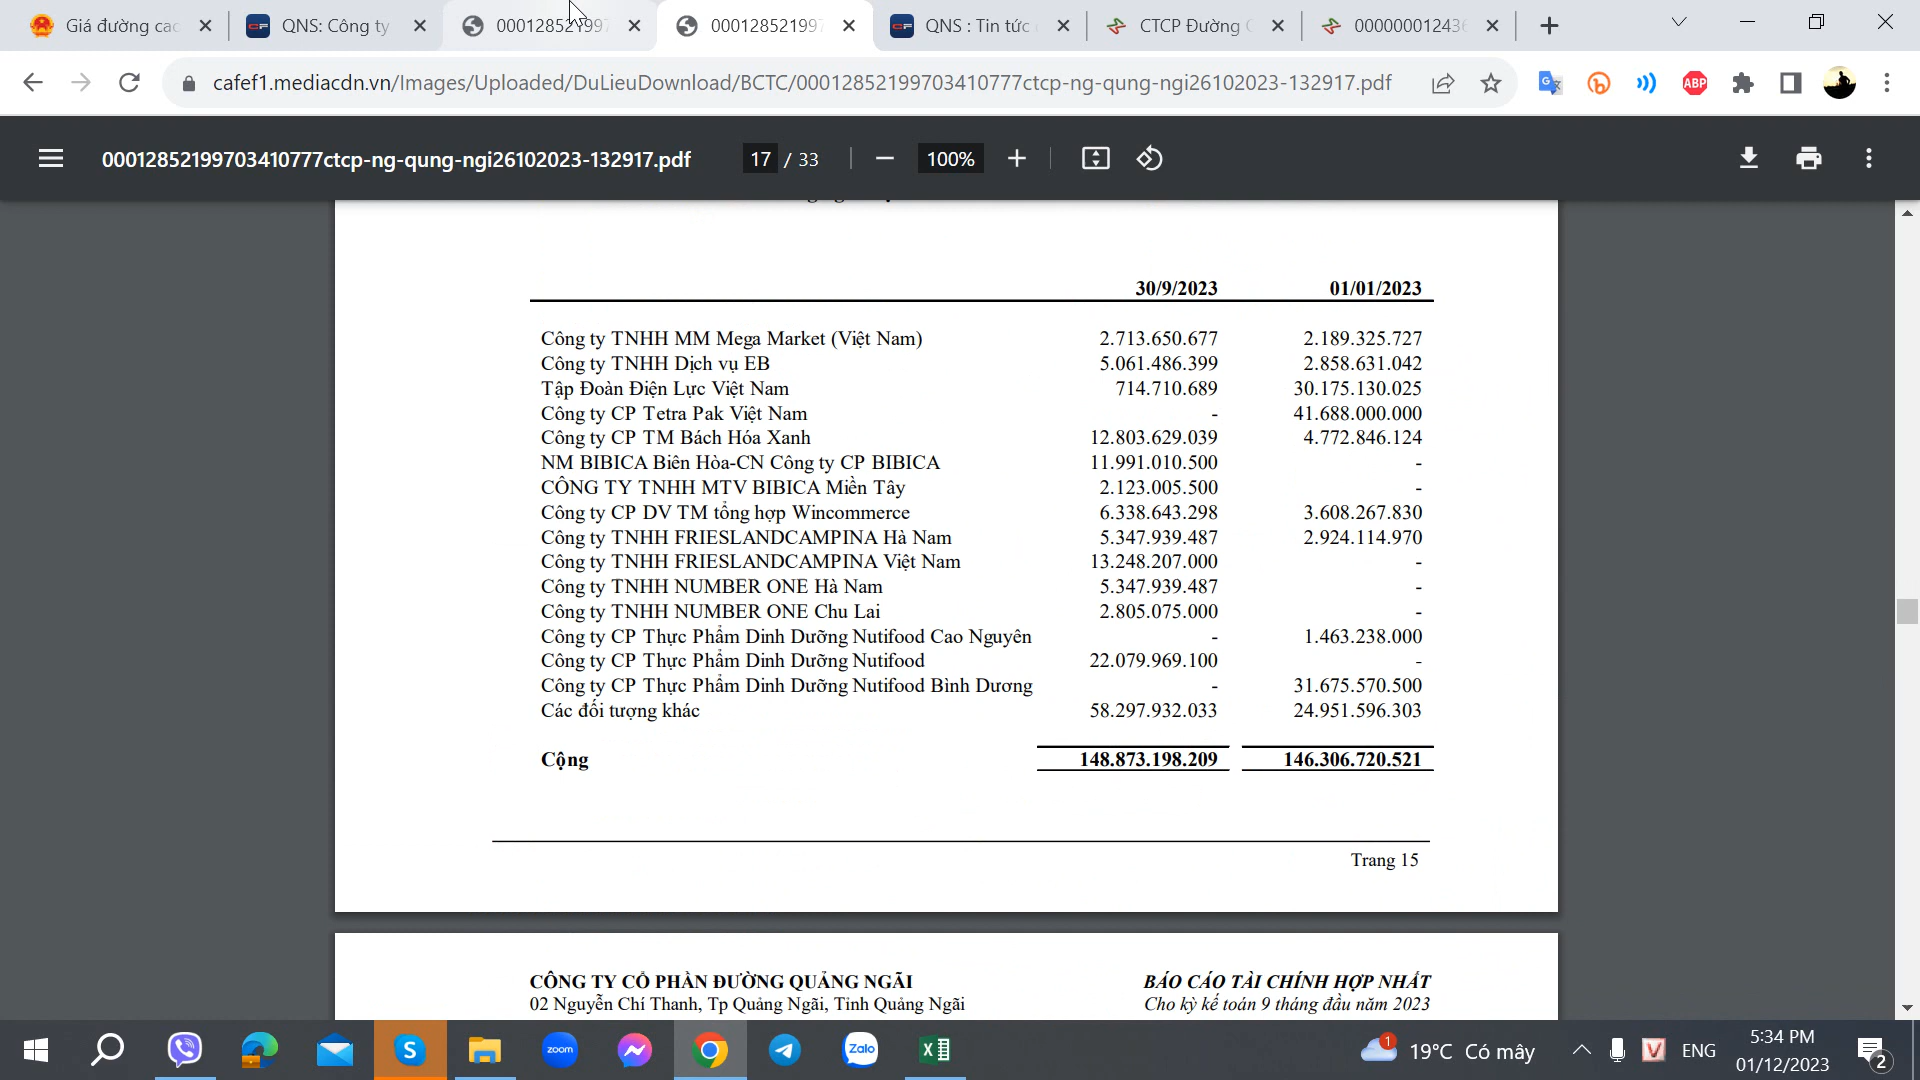 Giá đường cao
QNS: Công ty
00012852199
00012852199
QNS : Tin tức
CTCP Đường
000000012436
cafef1.mediacdn.vn/Images/Uploaded/DuLieuDownload/BCTC/00012852199703410777ctcp-ng-qung-ngi26102023-132917.pdf
ABP
00012852199703410777ctcp-ng-qung-ngi26102023-132917.pdf 17 / 33 100%
30/9/2023 01/01/2023
Công ty TNHH MM Mega Market (Việt Nam) 2.713.650.677 2.189.325.727
Công ty TNHH Dịch vụ EB 5.061.486.399 2.858.631.042
Tập Đoàn Điện Lực Việt Nam 714.710.689 30.175.130.025
Công ty CP Tetra Pak Việt Nam - 41.688.000.000
Công ty CP TM Bách Hóa Xanh 12.803.629.039 4.772.846.124
NM BIBICA Biên Hòa-CN Công ty CP BIBICA 11.991.010.500 -
CÔNG TY TNHH MTV BIBICA Miền Tây 2.123.005.500 -
Công ty CP DV TM tổng hợp Wincommerce 6.338.643.298 3.608.267.830
Công ty TNHH FRIESLANDCAMPINA Hà Nam 5.347.939.487 2.924.114.970
Công ty TNHH FRIESLANDCAMPINA Việt Nam 13.248.207.000 -
Công ty TNHH NUMBER ONE Hà Nam 5.347.939.487 -
Công ty TNHH NUMBER ONE Chu Lai 2.805.075.000 -
Công ty CP Thực Phẩm Dinh Dưỡng Nutifood Cao Nguyên - 1.463.238.000
Công ty CP Thực Phẩm Dinh Dưỡng Nutifood 22.079.969.100 -
Công ty CP Thực Phẩm Dinh Dưỡng Nutifood Bình Dương - 31.675.570.500
Các đối tượng khác 58.297.932.033 24.951.596.303
Cộng 148.873.198.209 146.306.720.521
Trang 15
CÔNG TY CỔ PHẦN ĐƯỜNG QUẢNG NGÃI BÁO CÁO TÀI CHÍNH HỢP NHẤT
02 Nguyễn Chí Thanh, Tp Quảng Ngãi, Tỉnh Quảng Ngãi Cho kỳ kế toán 9 tháng đầu năm 2023
zoom
Zalo
1
19°C Có mây
ENG
5:34 PM
01/12/2023
2